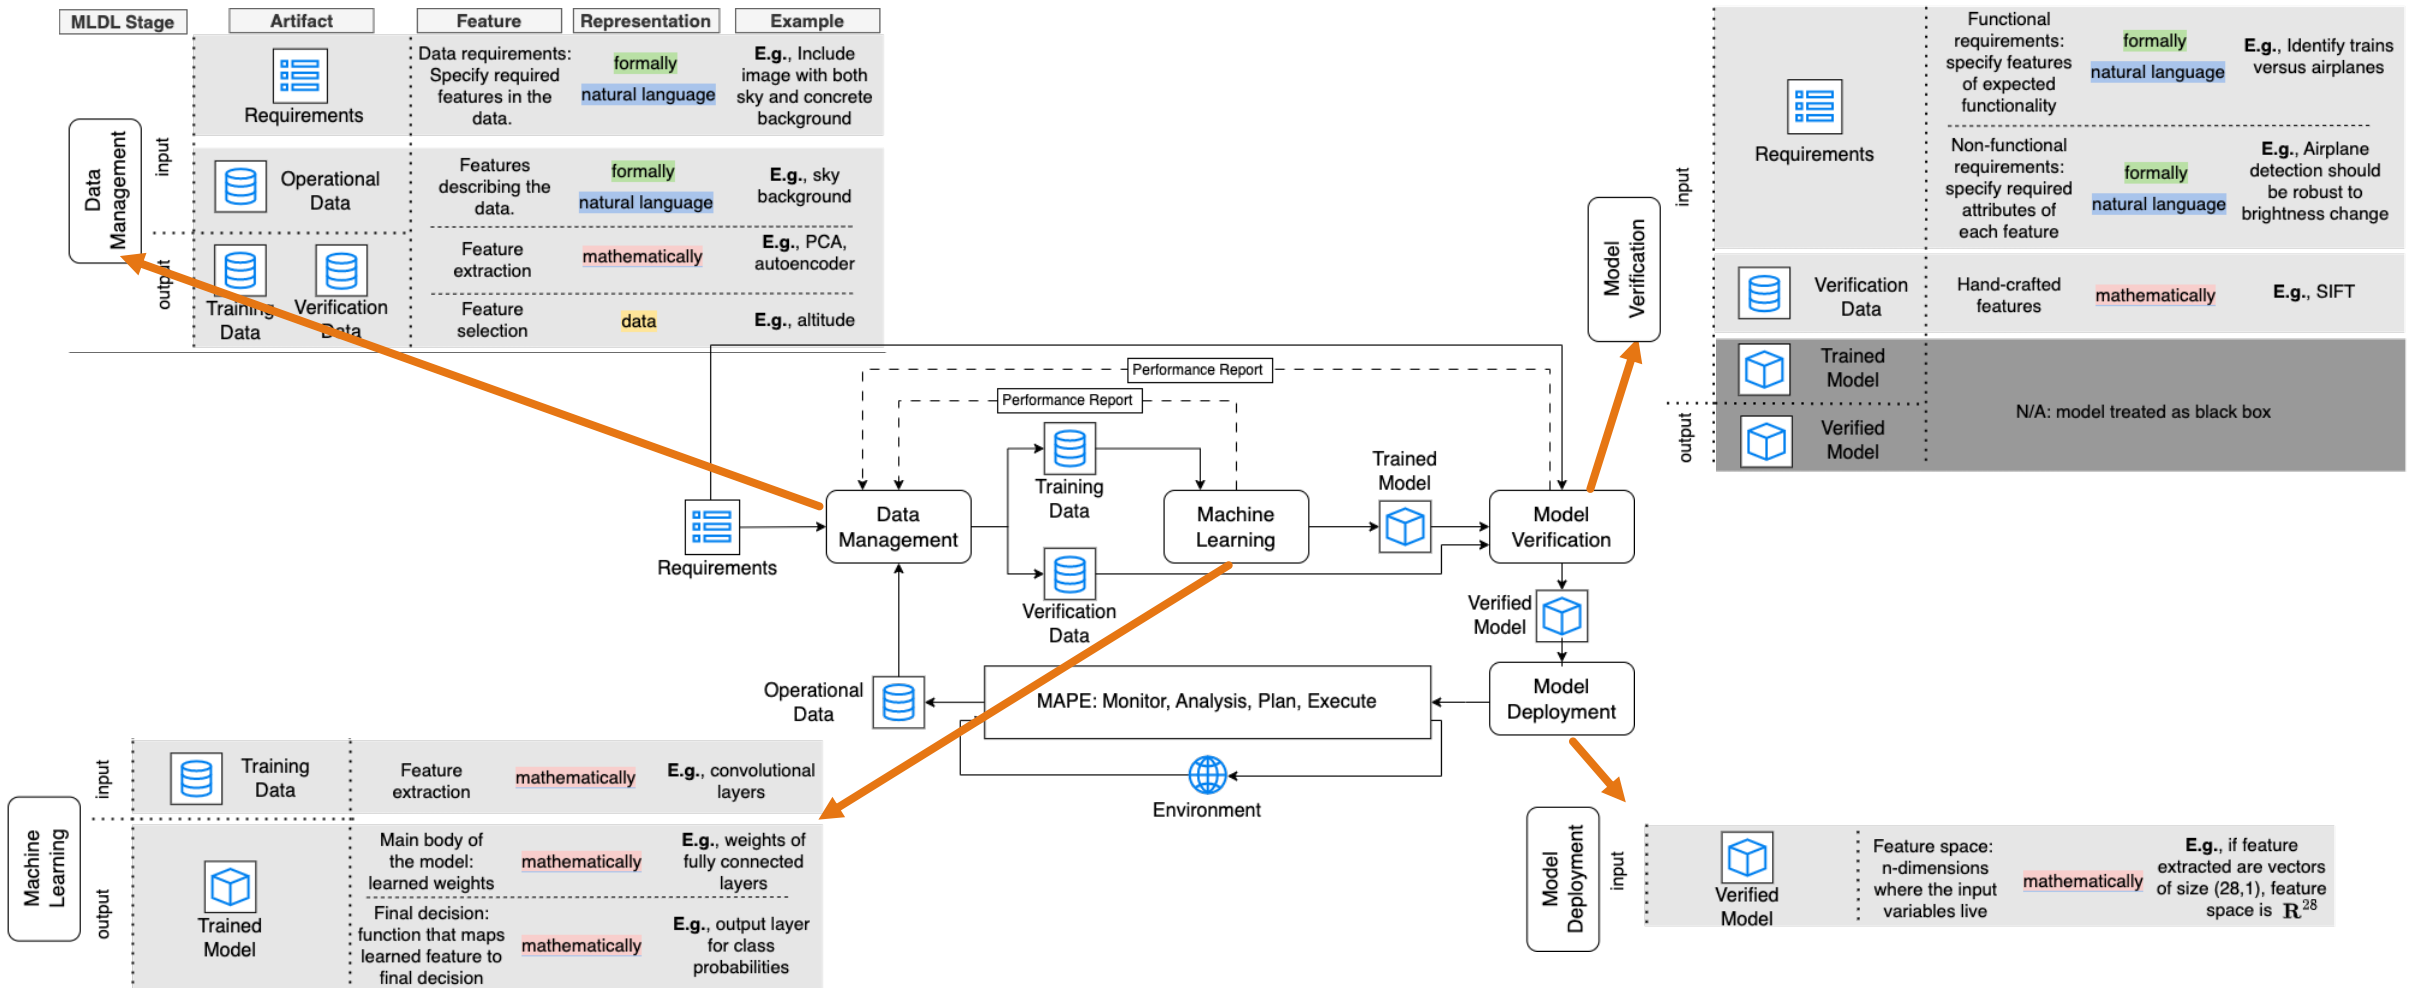 MLDL Stage
Artifact
Feature
Representation
Example
Data
Management
input
output
Requirements
Data requirements:
Specify required
features in the
data.
formally
natural language
E.g., Include
image with both
sky and concrete
background
Operational
Data
Features
describing the
data.
formally
natural language
E.g., sky
background
Training
Data
Verification
Data
Feature
extraction
mathematically
E.g., PCA,
autoencoder
Feature
selection
data
E.g., altitude
Model
Verification
input
output
Requirements
Functional
requirements:
specify features
of expected
functionality
formally
natural language
E.g., Identify trains
versus airplanes
Non-functional
requirements:
specify required
attributes of
each feature
formally
natural language
E.g., Airplane
detection should
be robust to
brightness change
Verification
Data
Hand-crafted
features
mathematically
E.g., SIFT
Trained
Model
Verified
Model
N/A: model treated as black box
Performance Report
Performance Report
Requirements
Data
Management
Training
Data
Verification
Data
Machine
Learning
Trained
Model
Model
Verification
Verified
Model
Model
Deployment
MAPE: Monitor, Analysis, Plan, Execute
Operational
Data
Environment
Machine
Learning
input
output
Training
Data
Feature
extraction
mathematically
E.g., convolutional
layers
Trained
Model
Main body of
the model:
learned weights
mathematically
E.g., weights of
fully connected
layers
Final decision:
function that maps
learned feature to
final decision
mathematically
E.g., output layer
for class
probabilities
Model
Deployment
input
Verified
Model
Feature space:
n-dimensions
where the input
variables live
mathematically
E.g., if feature
extracted are vectors
of size (28,1), feature
space is R²⁸